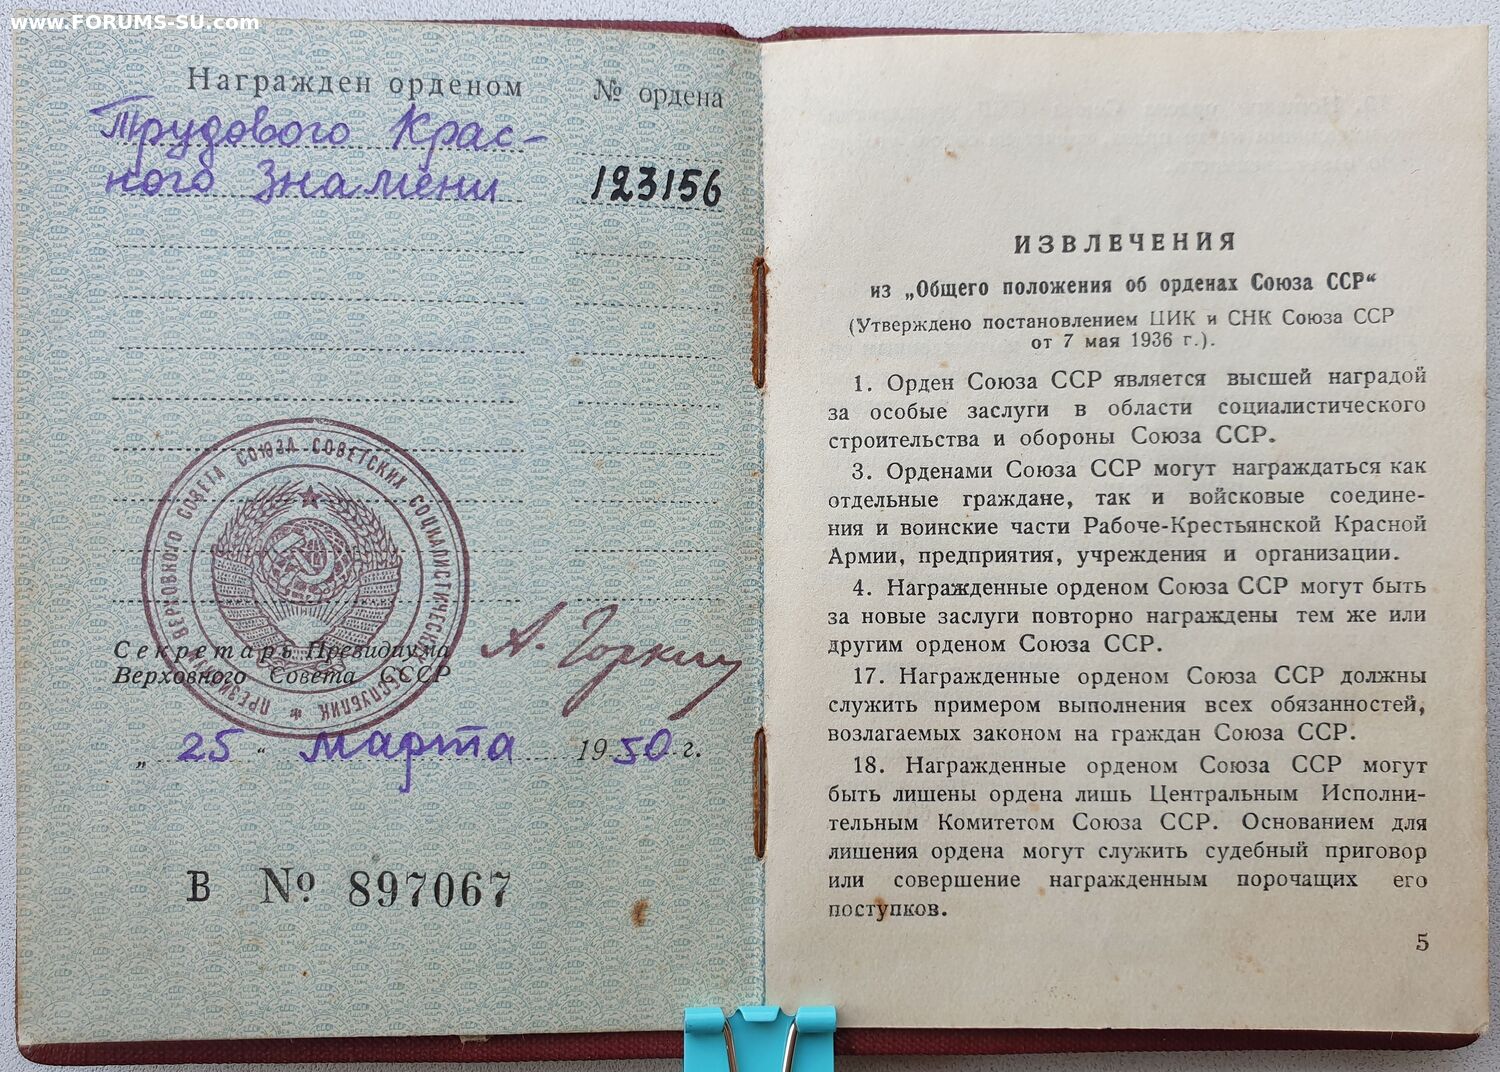 www.FORUMS-SU.com
Награжден орденом
№ ордена
Трудового Крас-
ного Знамени
123156
ПРЕЗИДИУМ ВЕРХОВНОГО СОВЕТА СОЮЗА СОВЕТСКИХ СОЦИАЛИСТИЧЕСКИХ РЕСПУБЛИК
Секретарь Президиума
Верховного Совета СССР
А. Горкин
„ 25 “ марта 1950 г.
В № 897067
ИЗВЛЕЧЕНИЯ
из „Общего положения об орденах Союза ССР“
(Утверждено постановлением ЦИК и СНК Союза ССР
от 7 мая 1936 г.).
1. Орден Союза ССР является высшей наградой
за особые заслуги в области социалистического
строительства и обороны Союза ССР.
3. Орденами Союза ССР могут награждаться как
отдельные граждане, так и войсковые соедине-
ния и воинские части Рабоче-Крестьянской Красной
Армии, предприятия, учреждения и организации.
4. Награжденные орденом Союза ССР могут быть
за новые заслуги повторно награждены тем же или
другим орденом Союза ССР.
17. Награжденные орденом Союза ССР должны
служить примером выполнения всех обязанностей,
возлагаемых законом на граждан Союза ССР.
18. Награжденные орденом Союза ССР могут
быть лишены ордена лишь Центральным Исполни-
тельным Комитетом Союза ССР. Основанием для
лишения ордена могут служить судебный приговор
или совершение награжденным порочащих его
поступков.
5